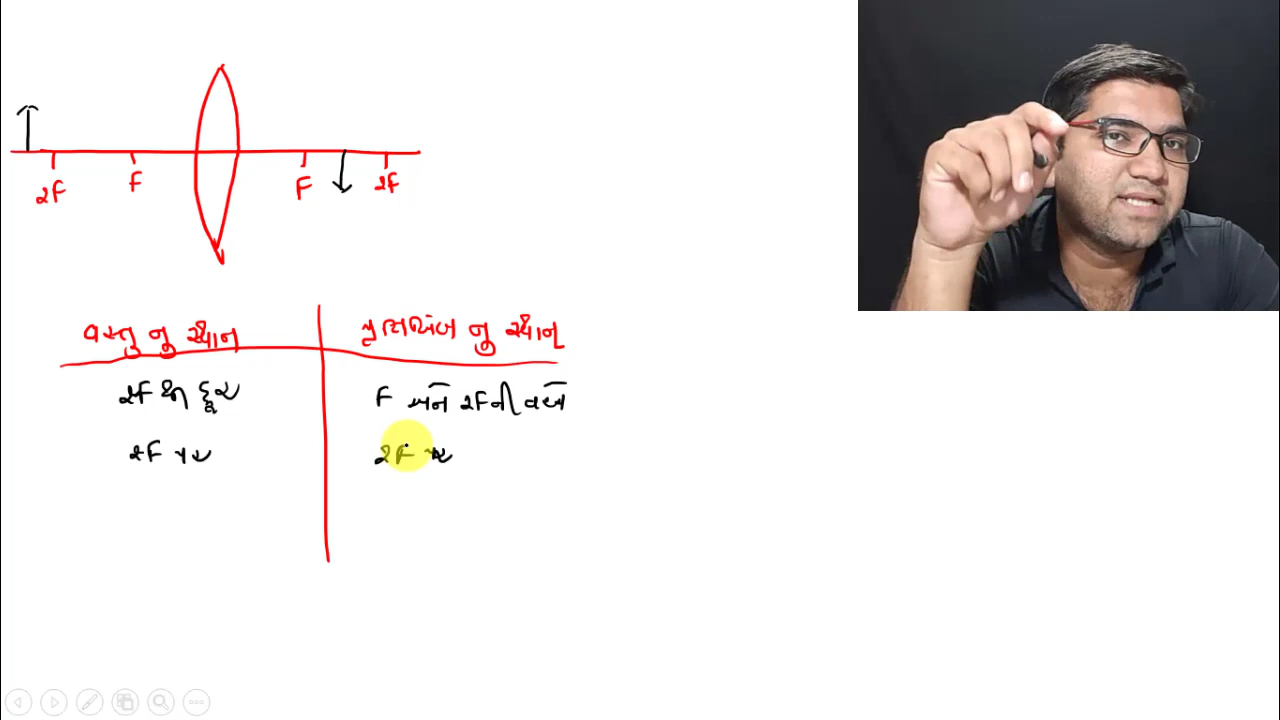 2F F F 2F
વસ્તુ નુ સ્થાન પ્રતિબિંબ નુ સ્થાન
2F થી દૂર F અને 2F ની વચ્ચે
2F પર 2F પર